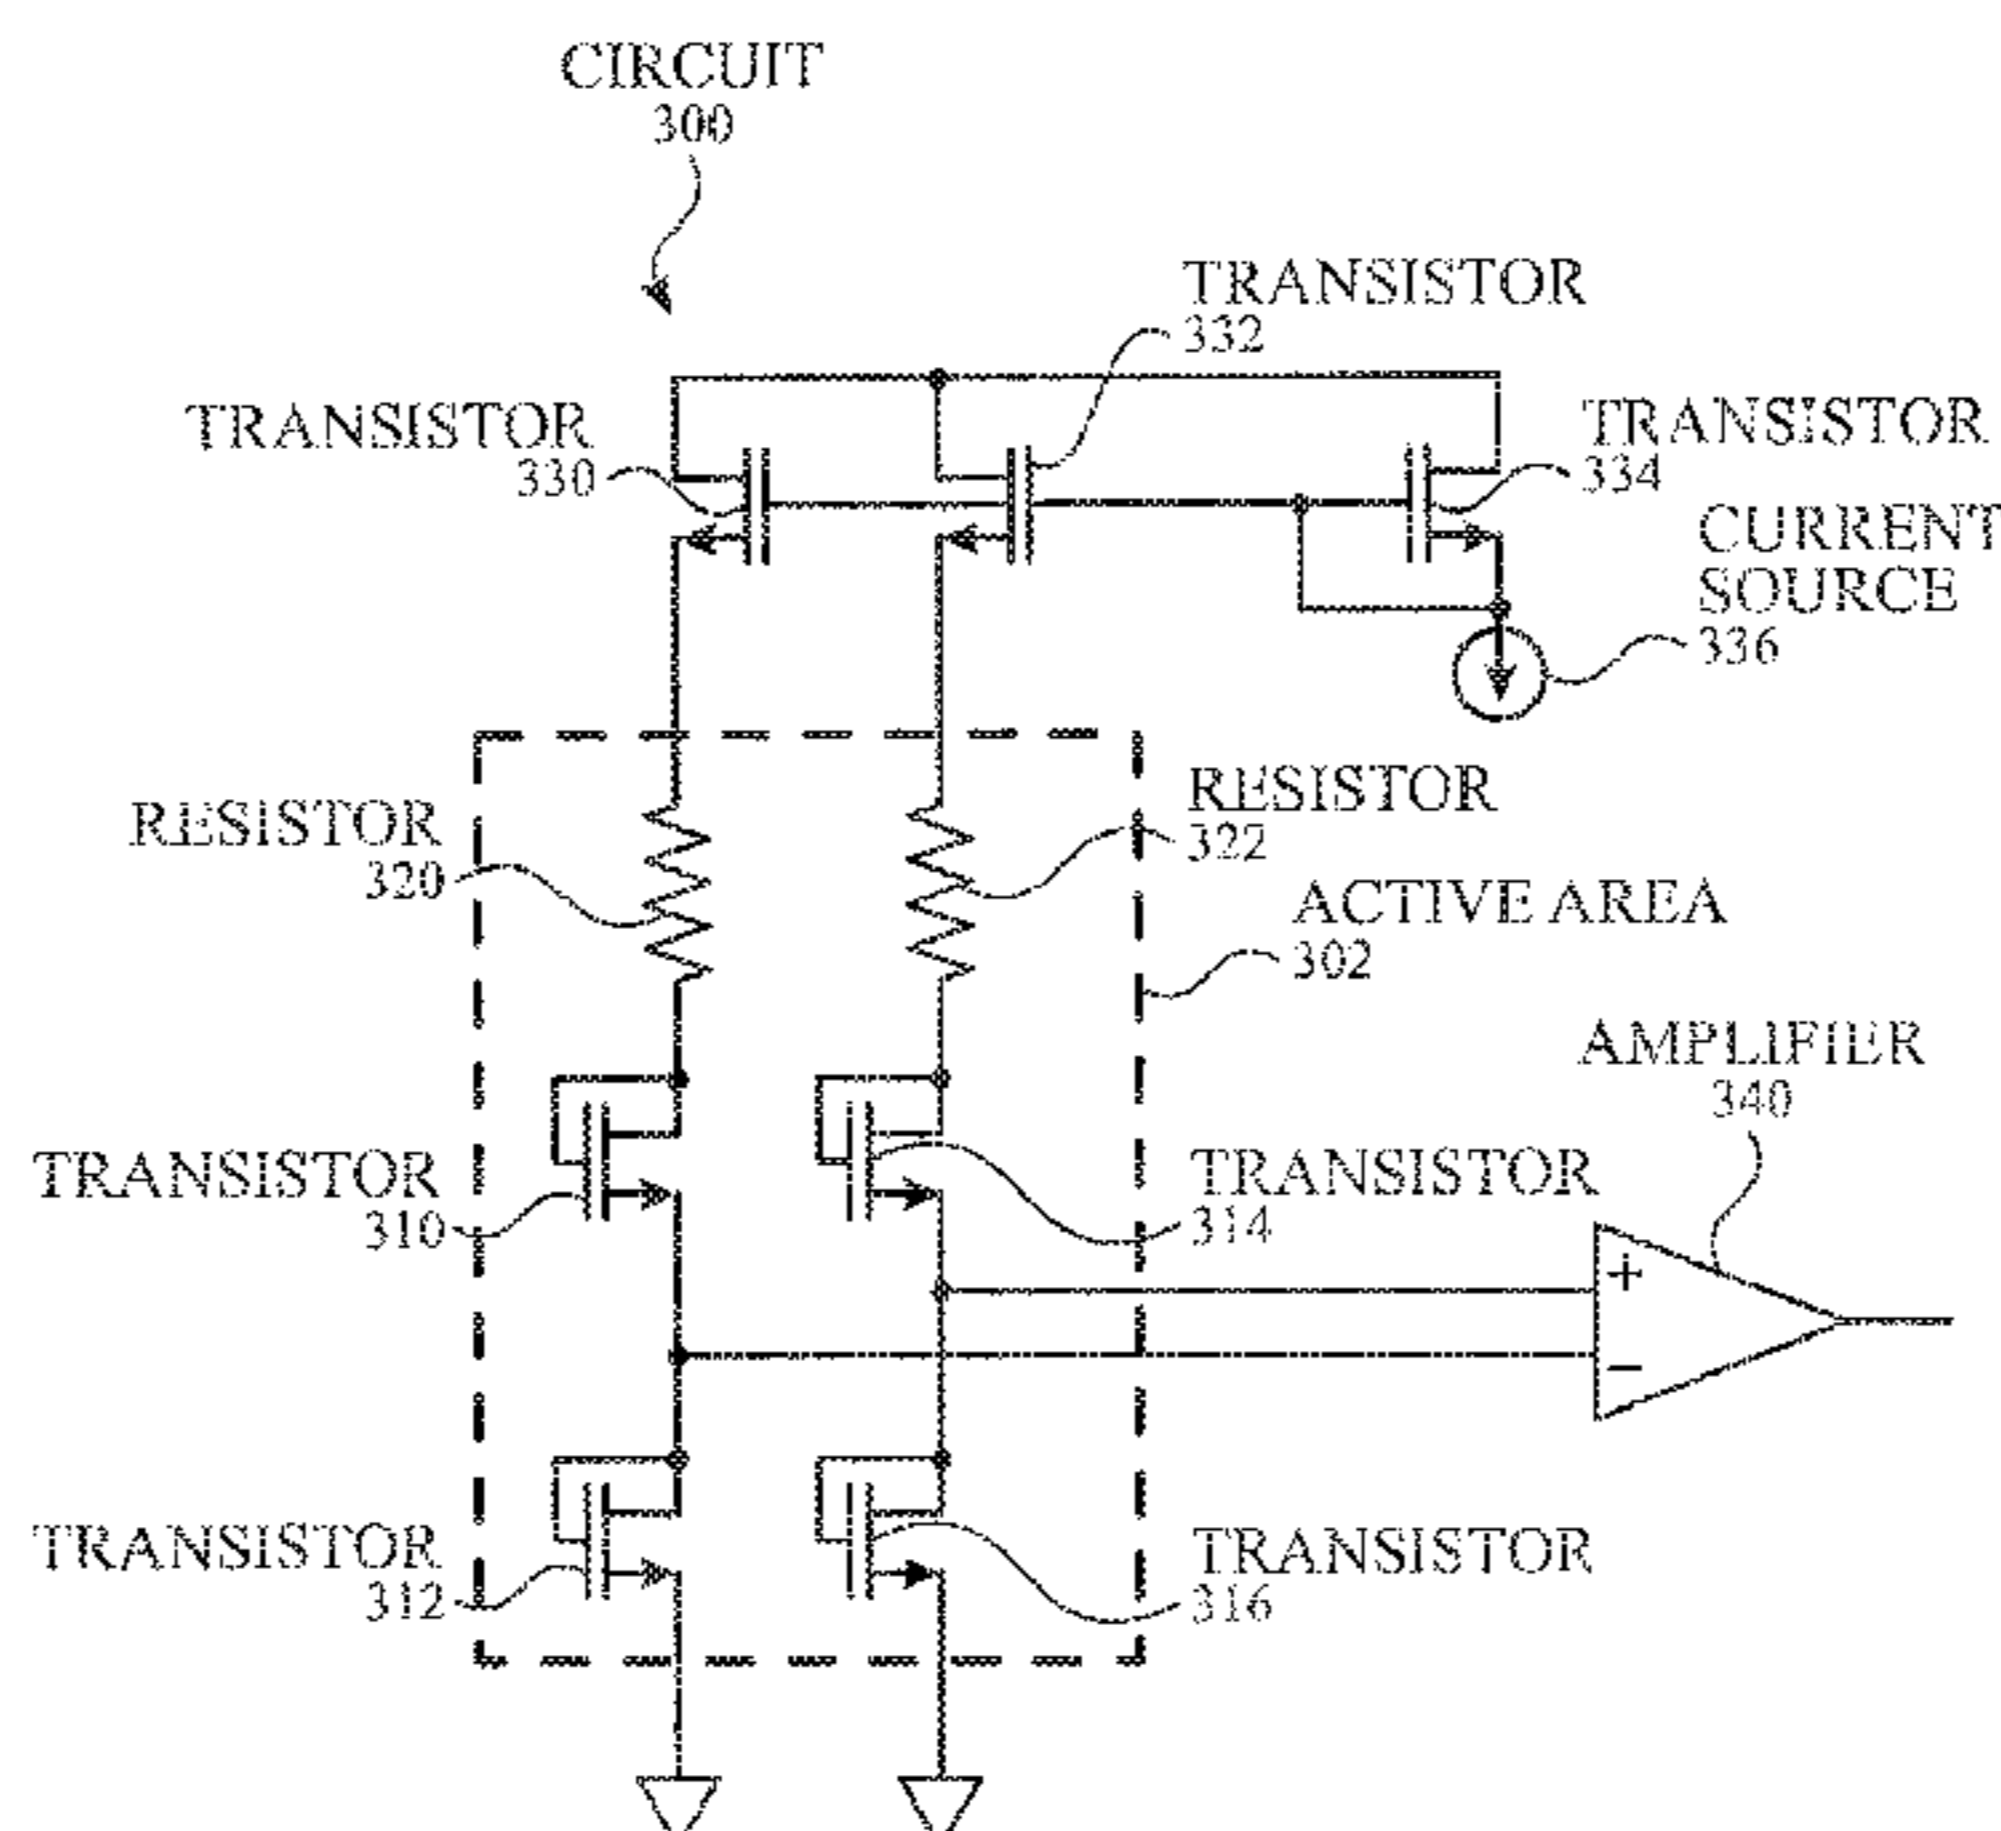 CIRCUIT
300
TRANSISTOR
332
TRANSISTOR
330
TRANSISTOR
334
CURRENT
SOURCE
336
RESISTOR
320
RESISTOR
322
ACTIVE AREA
302
AMPLIFIER
340
TRANSISTOR
310
TRANSISTOR
314
+
−
TRANSISTOR
312
TRANSISTOR
316